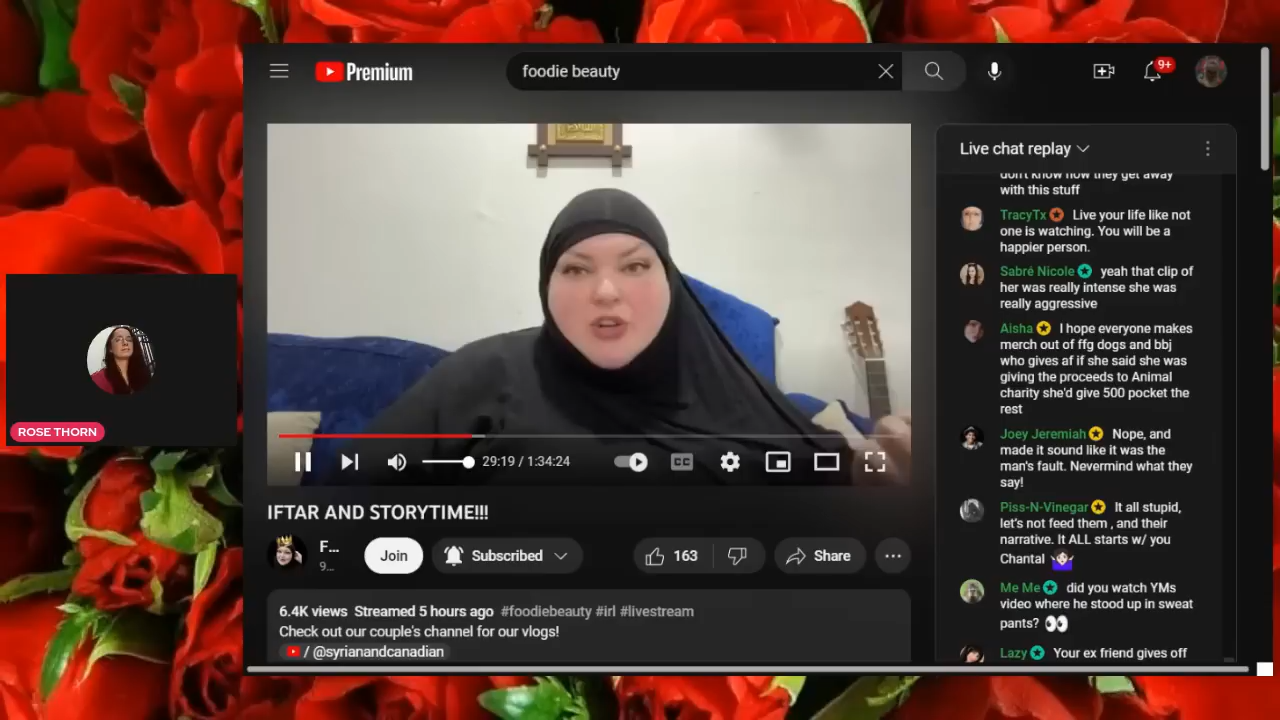 Premium
foodie beauty
9+
Live chat replay
don't know how they get away
with this stuff
TracyTx Live your life like not
one is watching. You will be a
happier person.
Sabré Nicole yeah that clip of
her was really intense she was
really aggressive
Aisha I hope everyone makes
merch out of ffg dogs and bbj
who gives af if she said she was
giving the proceeds to Animal
charity she'd give 500 pocket the
rest
Joey Jeremiah Nope, and
made it sound like it was the
man's fault. Nevermind what they
say!
Piss-N-Vinegar It all stupid,
let's not feed them , and their
narrative. It ALL starts w/ you
Chantal
Me Me did you watch YMs
video where he stood up in sweat
pants?
Lazy Your ex friend gives off
ROSE THORN
29:19 / 1:34:24
CC
IFTAR AND STORYTIME!!!
F...
9...
Join
Subscribed
163
Share
6.4K views Streamed 5 hours ago #foodiebeauty #irl #livestream
Check out our couple's channel for our vlogs!
/ @syrianandcanadian